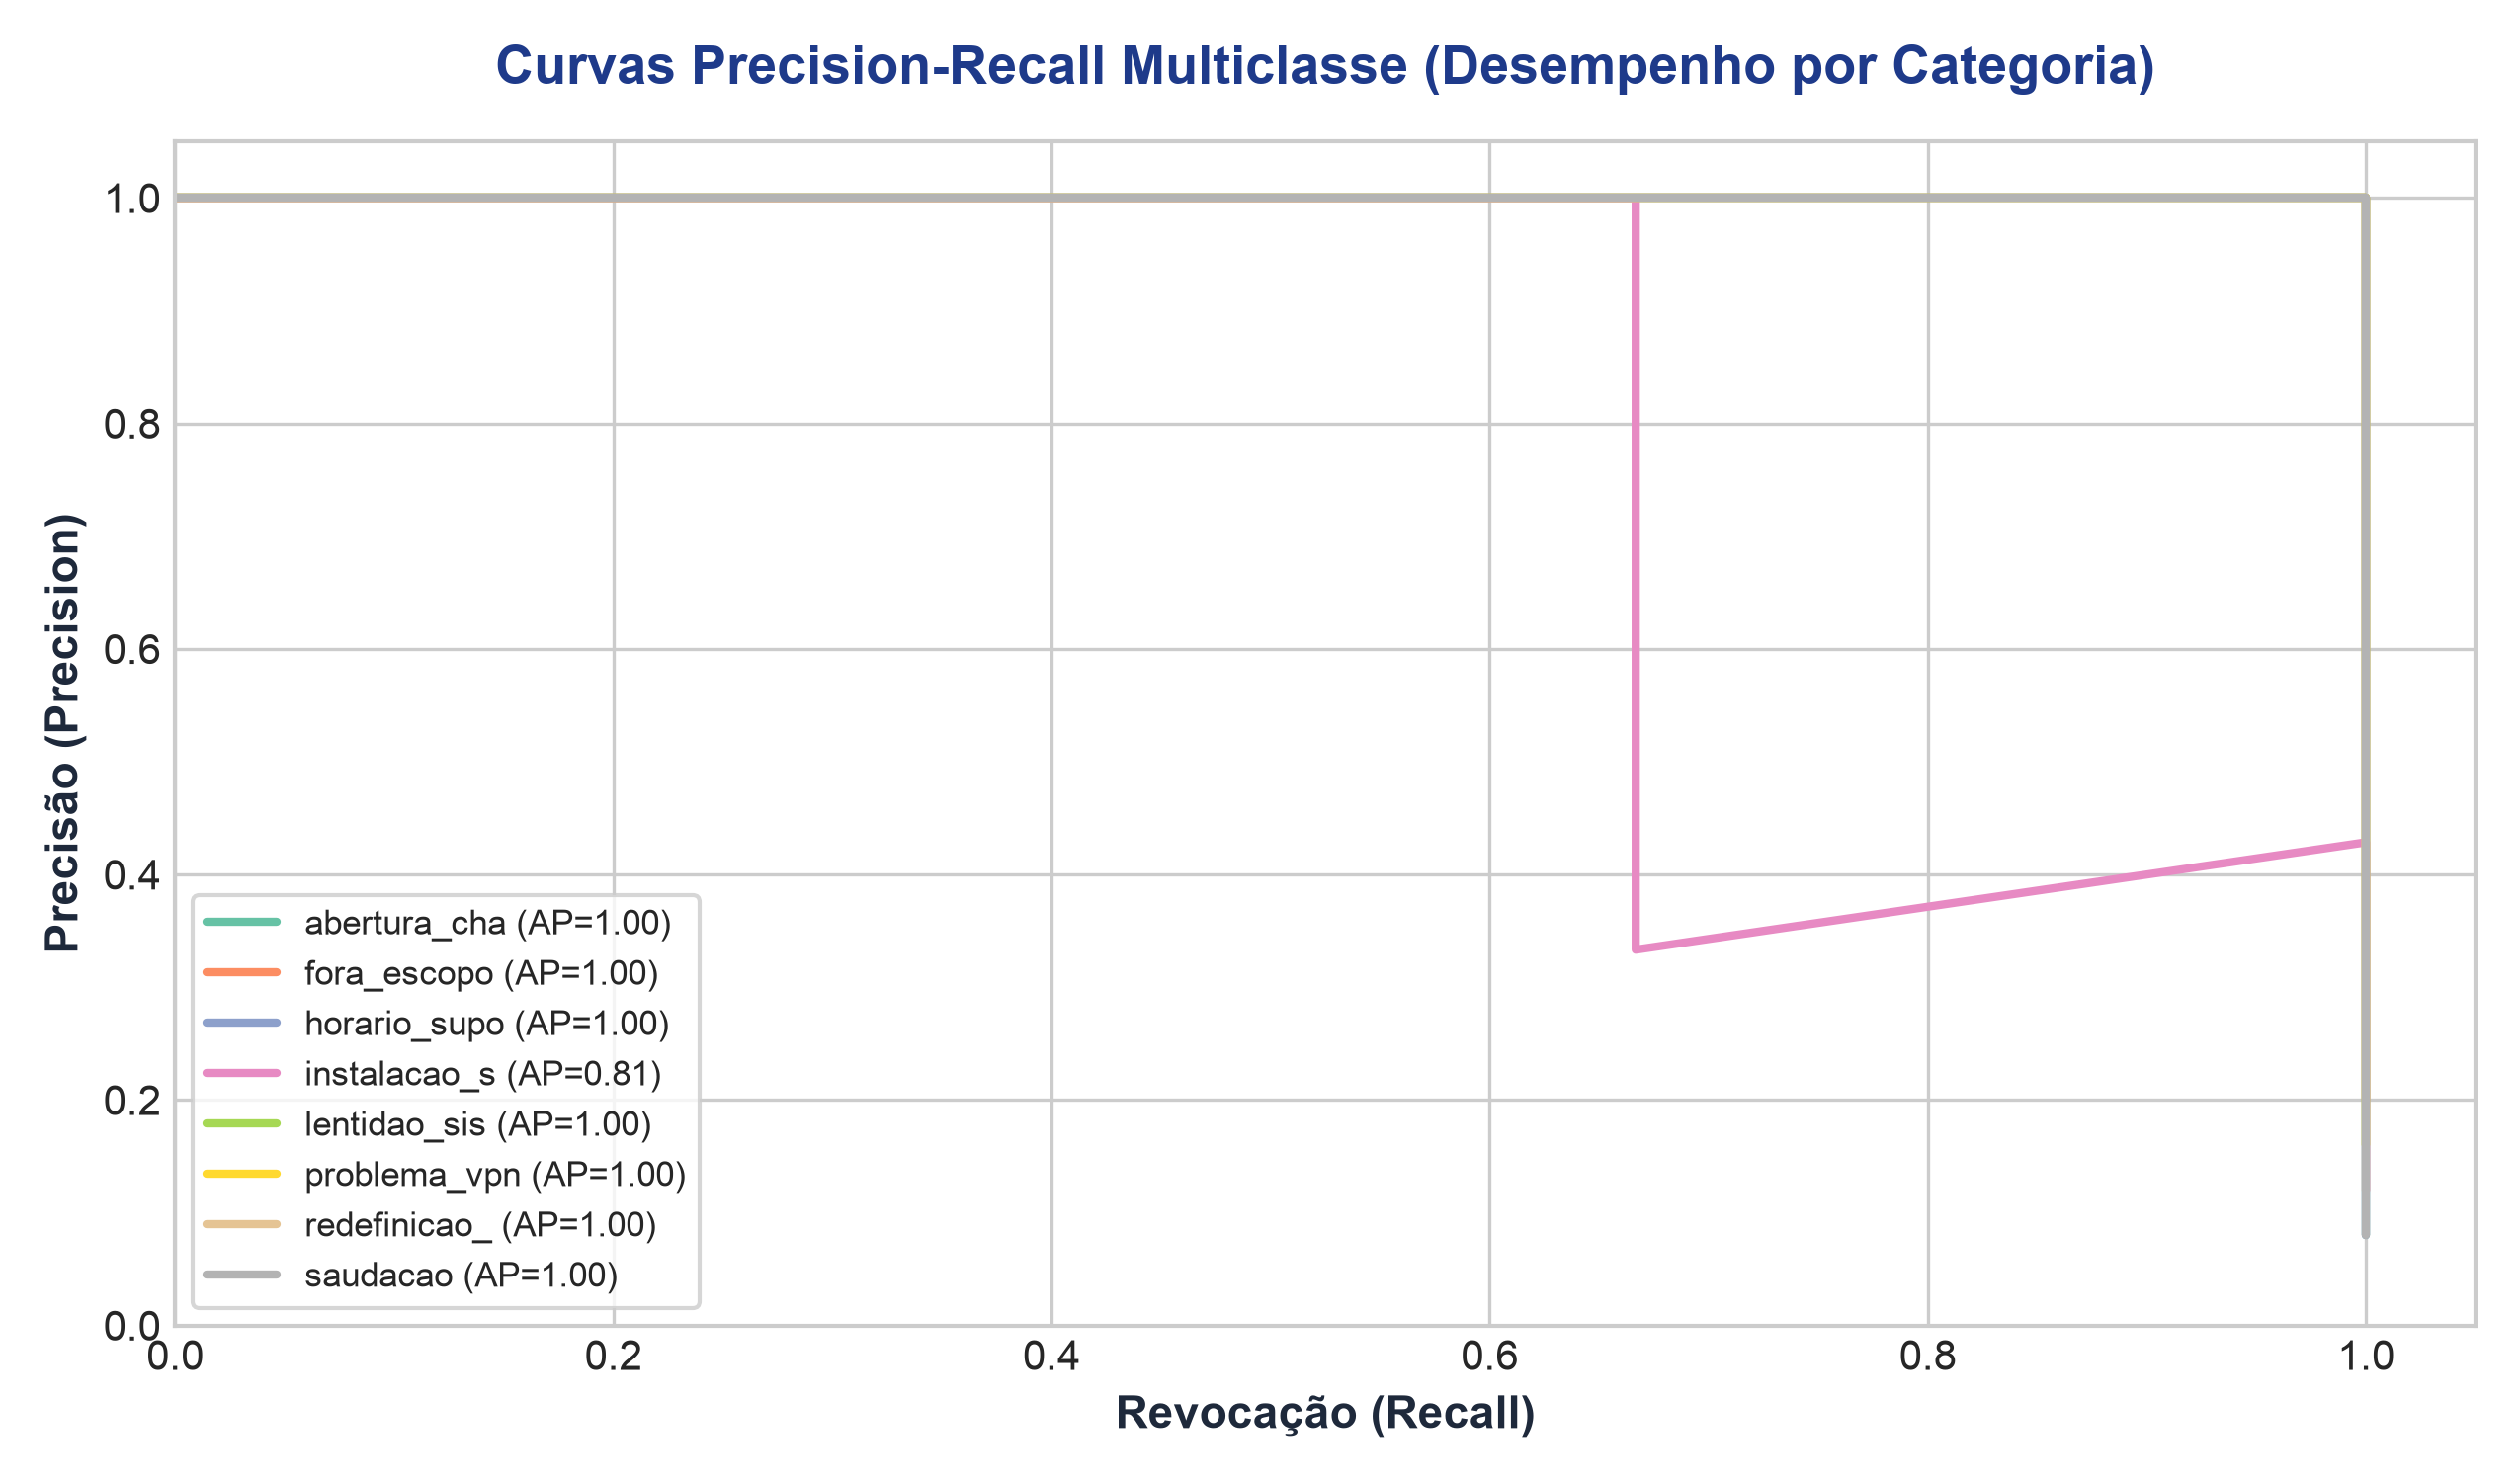 Curvas Precision-Recall Multiclasse (Desempenho por Categoria)
Precisão (Precision)
1.0
0.8
0.6
0.4
0.2
0.0
abertura_cha (AP=1.00)
fora_escopo (AP=1.00)
horario_supo (AP=1.00)
instalacao_s (AP=0.81)
lentidao_sis (AP=1.00)
problema_vpn (AP=1.00)
redefinicao_ (AP=1.00)
saudacao (AP=1.00)
0.0 0.2 0.4 0.6 0.8 1.0
Revocação (Recall)